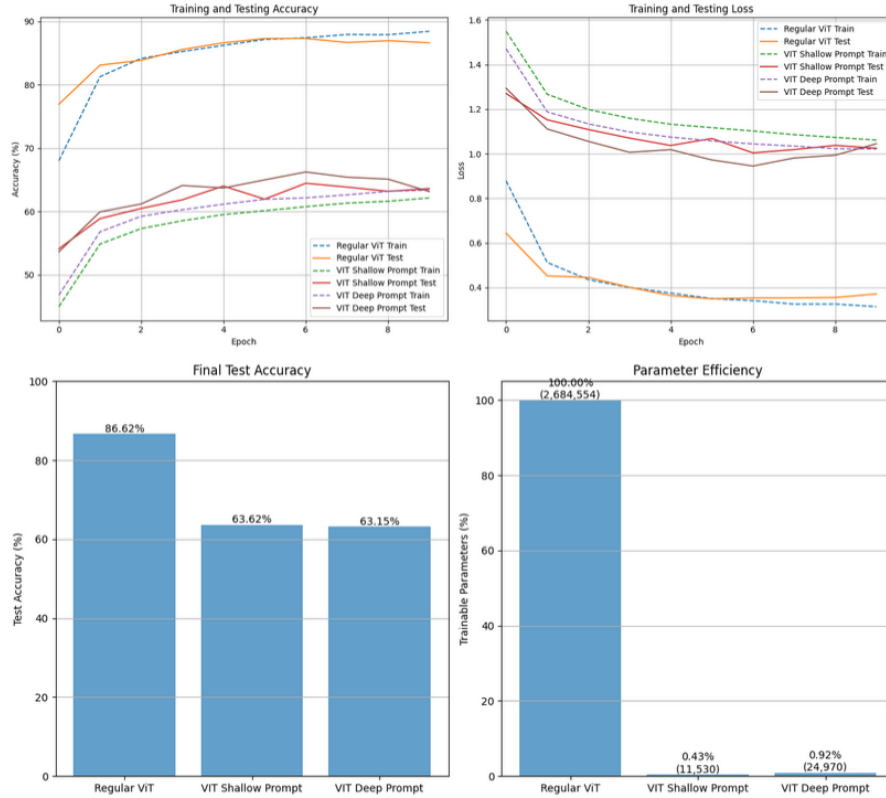 Training and Testing Accuracy
90
80
70
60
50
Accuracy (%)
0
2
4
6
8
Epoch
Regular ViT Train
Regular ViT Test
VIT Shallow Prompt Train
VIT Shallow Prompt Test
VIT Deep Prompt Train
VIT Deep Prompt Test
Training and Testing Loss
1.6
1.4
1.2
1.0
0.8
0.6
0.4
Loss
0
2
4
6
8
Epoch
Regular ViT Train
Regular ViT Test
VIT Shallow Prompt Train
VIT Shallow Prompt Test
VIT Deep Prompt Train
VIT Deep Prompt Test
Final Test Accuracy
100
80
60
40
20
0
Test Accuracy (%)
86.62%
63.62%
63.15%
Regular ViT
VIT Shallow Prompt
VIT Deep Prompt
Parameter Efficiency
100
80
60
40
20
0
Trainable Parameters (%)
100.00%
(2,684,554)
0.43%
(11,530)
0.92%
(24,970)
Regular ViT
VIT Shallow Prompt
VIT Deep Prompt